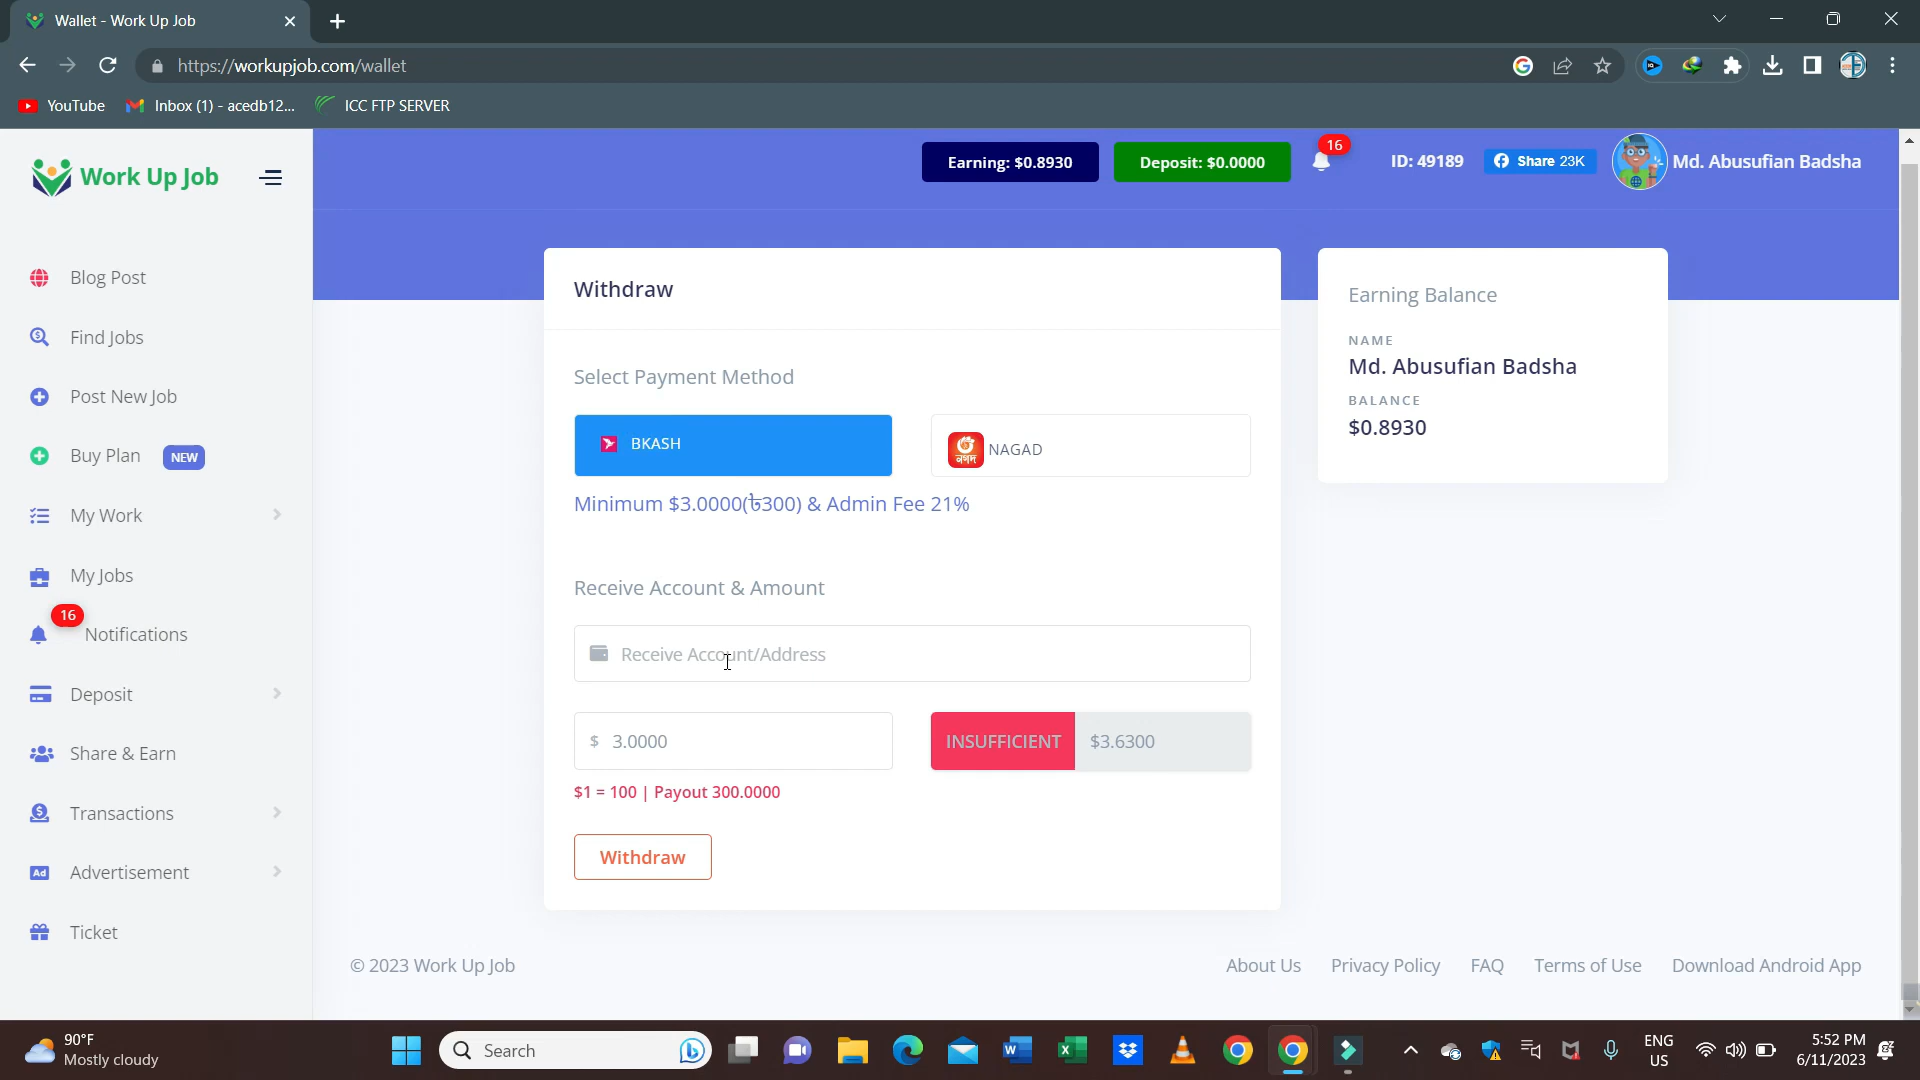 Wallet - Work Up Job
https://workupjob.com/wallet
YouTube
Inbox (1) - acedb12...
ICC FTP SERVER
Work Up Job
Earning: $0.8930
Deposit: $0.0000
16
ID: 49189
Share 23K
Md. Abusufian Badsha
Blog Post
Find Jobs
Post New Job
Buy Plan NEW
My Work
My Jobs
16
Notifications
Deposit
Share & Earn
Transactions
Ad Advertisement
Ticket
Withdraw
Select Payment Method
BKASH
নগদ NAGAD
Minimum $3.0000(৳300) & Admin Fee 21%
Receive Account & Amount
Receive Account/Address
$ 3.0000
INSUFFICIENT $3.6300
$1 = 100 | Payout 300.0000
Withdraw
Earning Balance
NAME
Md. Abusufian Badsha
BALANCE
$0.8930
© 2023 Work Up Job
About Us
Privacy Policy
FAQ
Terms of Use
Download Android App
90°F
Mostly cloudy
Search
ENG
US
5:52 PM
6/11/2023